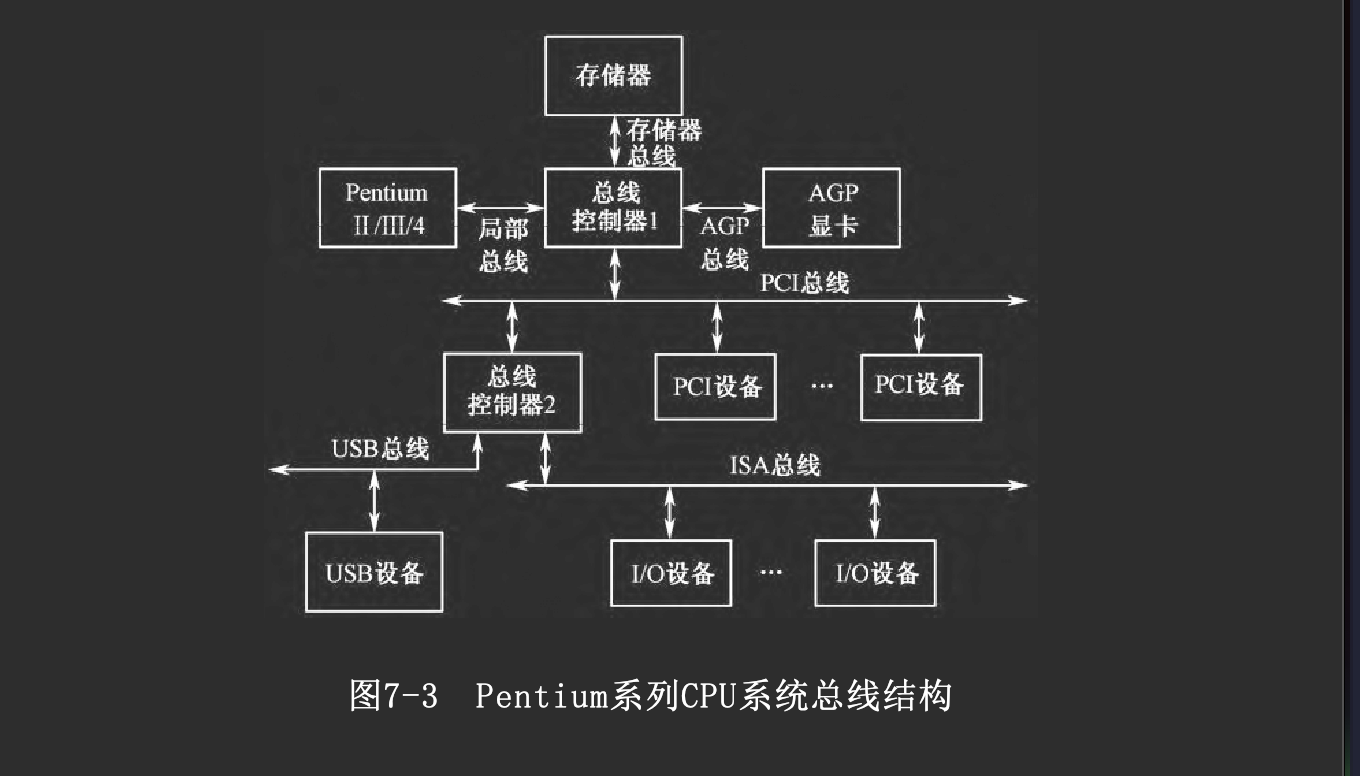 存储器
存储器
总线
Pentium
Ⅱ/III/4
局部
总线
总线
控制器1
AGP
总线
AGP
显卡
PCI总线
总线
控制器2
PCI设备
…
PCI设备
USB总线
ISA总线
USB设备
I/O设备
…
I/O设备
图7-3 Pentium系列CPU系统总线结构